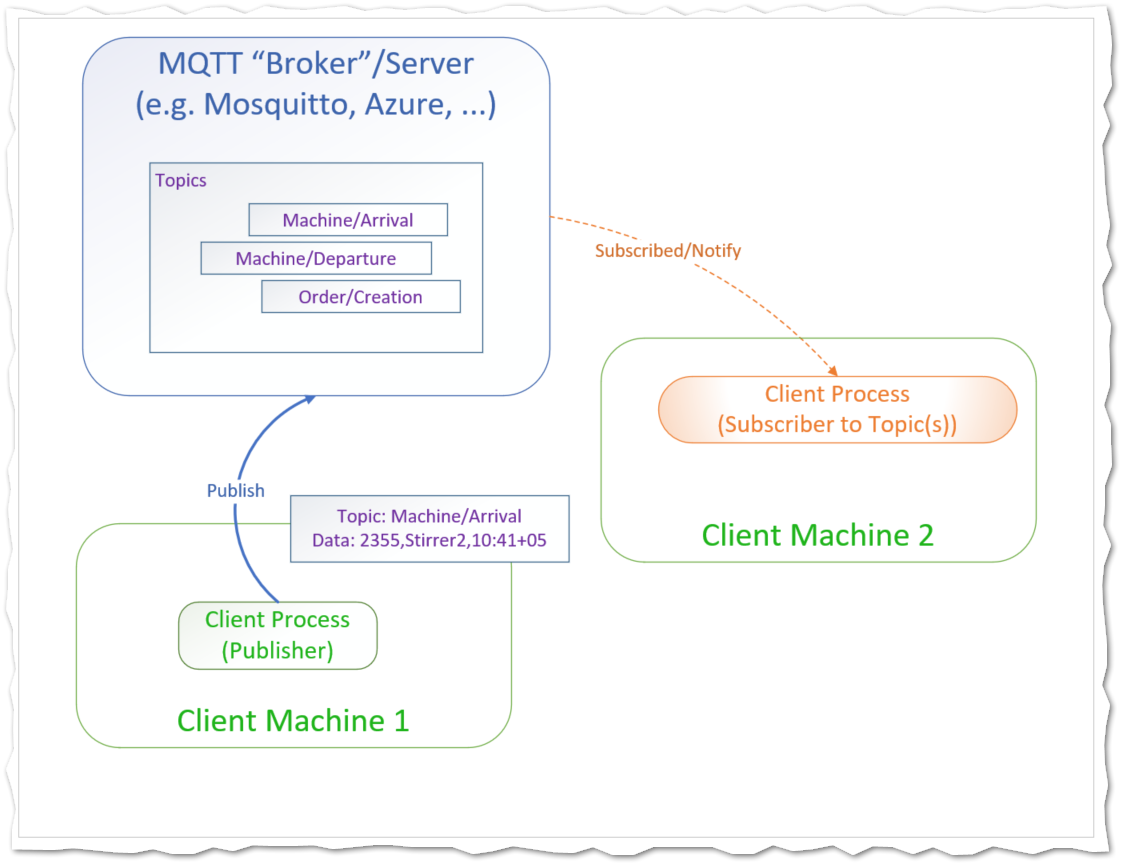 MQTT “Broker”/Server
(e.g. Mosquitto, Azure, ...)
Topics
Machine/Arrival
Machine/Departure
Order/Creation
Subscribed/Notify
Client Process
(Subscriber to Topic(s))
Client Machine 2
Publish
Topic: Machine/Arrival
Data: 2355,Stirrer2,10:41+05
Client Process
(Publisher)
Client Machine 1